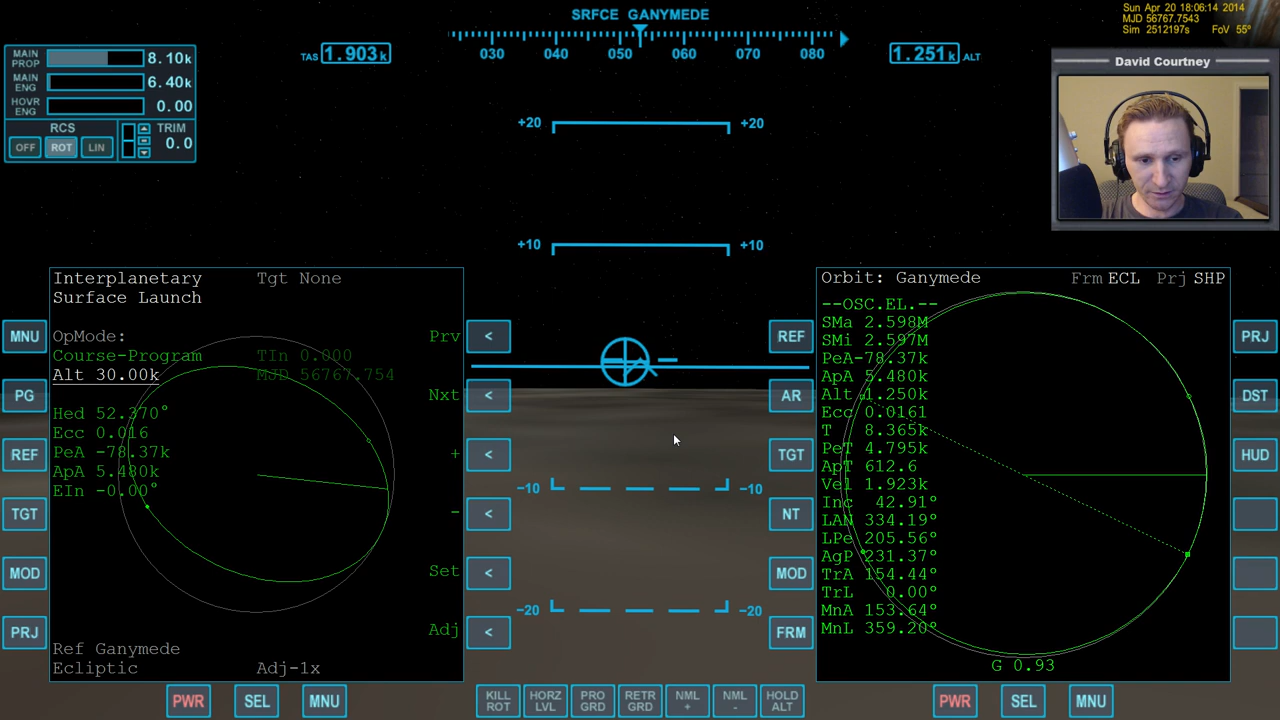 SRFCE GANYMEDE
Sun Apr 20 18:06:14 2014
MJD 56767.7543
Sim 2512197s FoV 55°
David Courtney
MAIN PROP 8.10k
MAIN ENG 6.40k
HOVR ENG 0.00
RCS TRIM
0.0
OFF ROT LIN
TAS 1.903k
030 040 050 060 070 080
1.251k ALT
+20 +20
+10 +10
-10 -10
-20 -20
Interplanetary Tgt None
Surface Launch
OpMode:
Course-Program TIn 0.000
Alt 30.00k MJD 56767.754
Hed 52.370°
Ecc 0.016
PeA -78.37k
ApA 5.480k
EIn -0.00°
Ref Ganymede
Ecliptic Adj-1x
Prv <
Nxt <
+ <
- <
Set <
Adj <
MNU
PG
REF
TGT
MOD
PRJ
PWR SEL MNU
KILL ROT
HORZ LVL
PRO GRD
RETR GRD
NML +
NML -
HOLD ALT
REF
AR
TGT
NT
MOD
FRM
Orbit: Ganymede Frm ECL Prj SHP
--OSC.EL.--
SMa 2.598M
SMi 2.597M
PeA-78.37k
ApA 5.480k
Alt 1.250k
Ecc 0.0161
T 8.365k
PeT 4.795k
ApT 612.6
Vel 1.923k
Inc 42.91°
LAN 334.19°
LPe 205.56°
AgP 231.37°
TrA 154.44°
TrL 0.00°
MnA 153.64°
MnL 359.20°
G 0.93
PRJ
DST
HUD
PWR SEL MNU